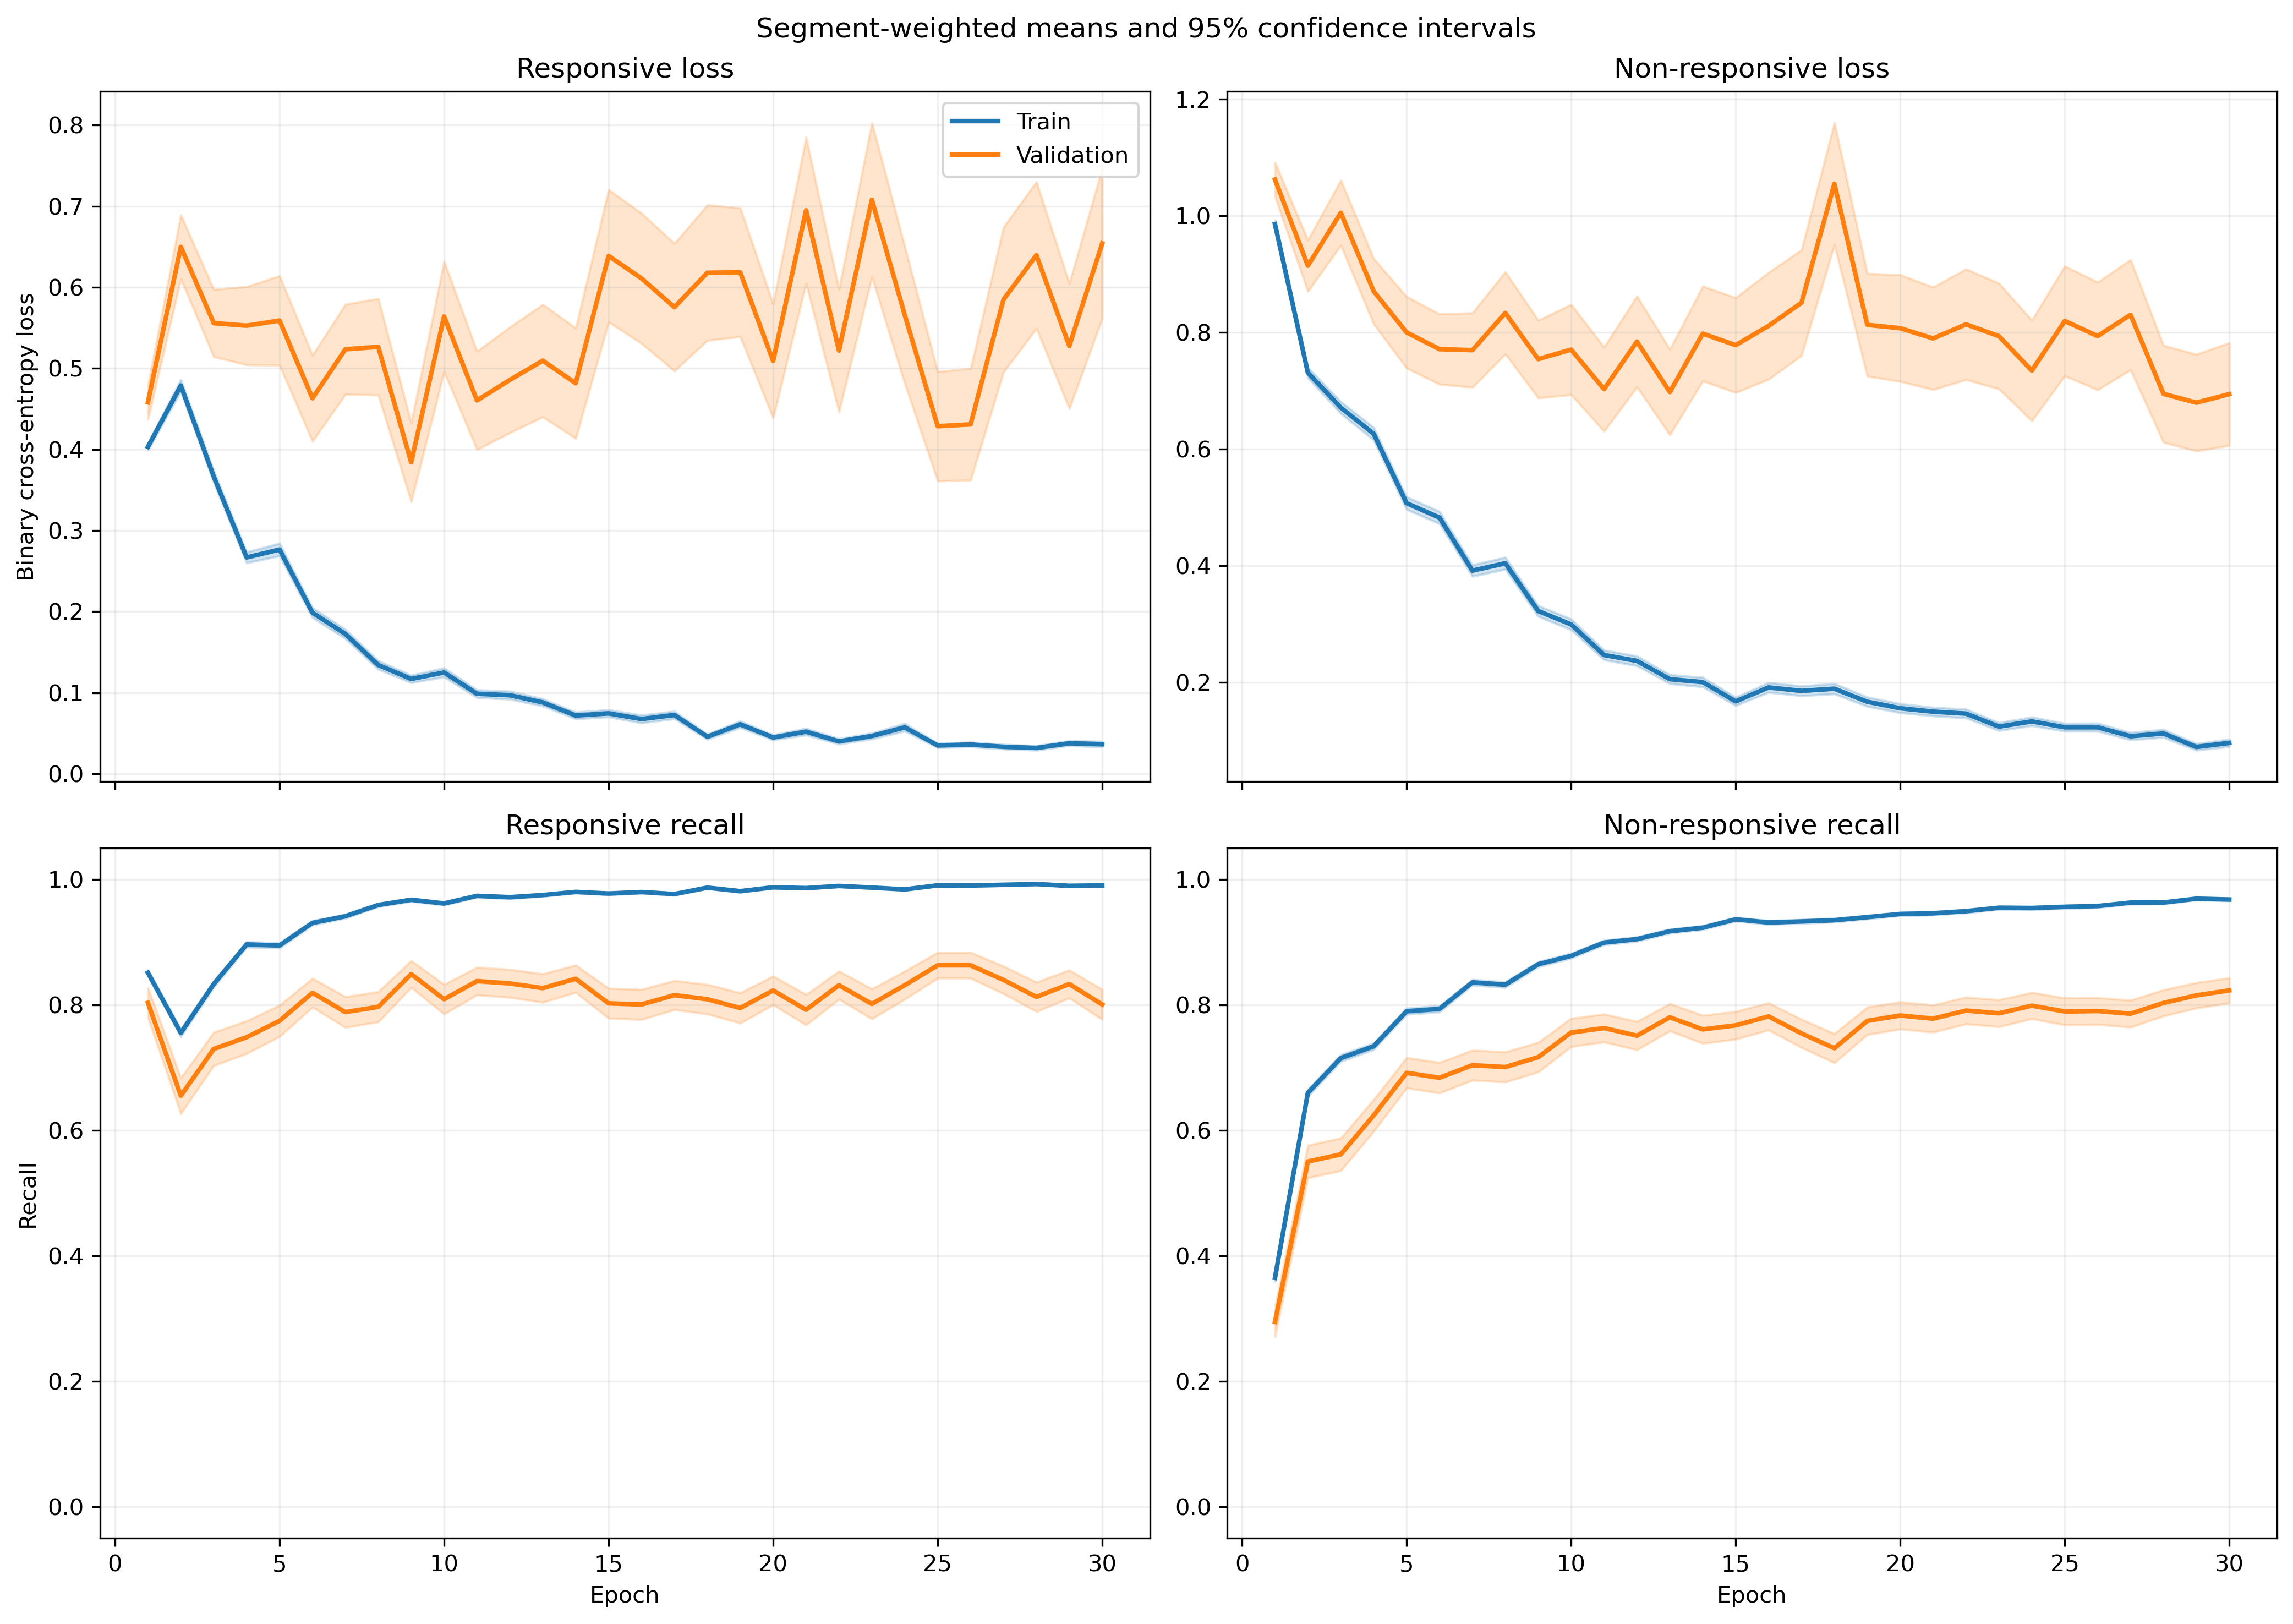 Segment-weighted means and 95% confidence intervals
Responsive loss
Non-responsive loss
Train
Validation
Binary cross-entropy loss
0.8
0.7
0.6
0.5
0.4
0.3
0.2
0.1
0.0
1.2
1.0
0.8
0.6
0.4
0.2
Responsive recall
Non-responsive recall
Recall
1.0
0.8
0.6
0.4
0.2
0.0
0 5 10 15 20 25 30
Epoch
1.0
0.8
0.6
0.4
0.2
0.0
0 5 10 15 20 25 30
Epoch